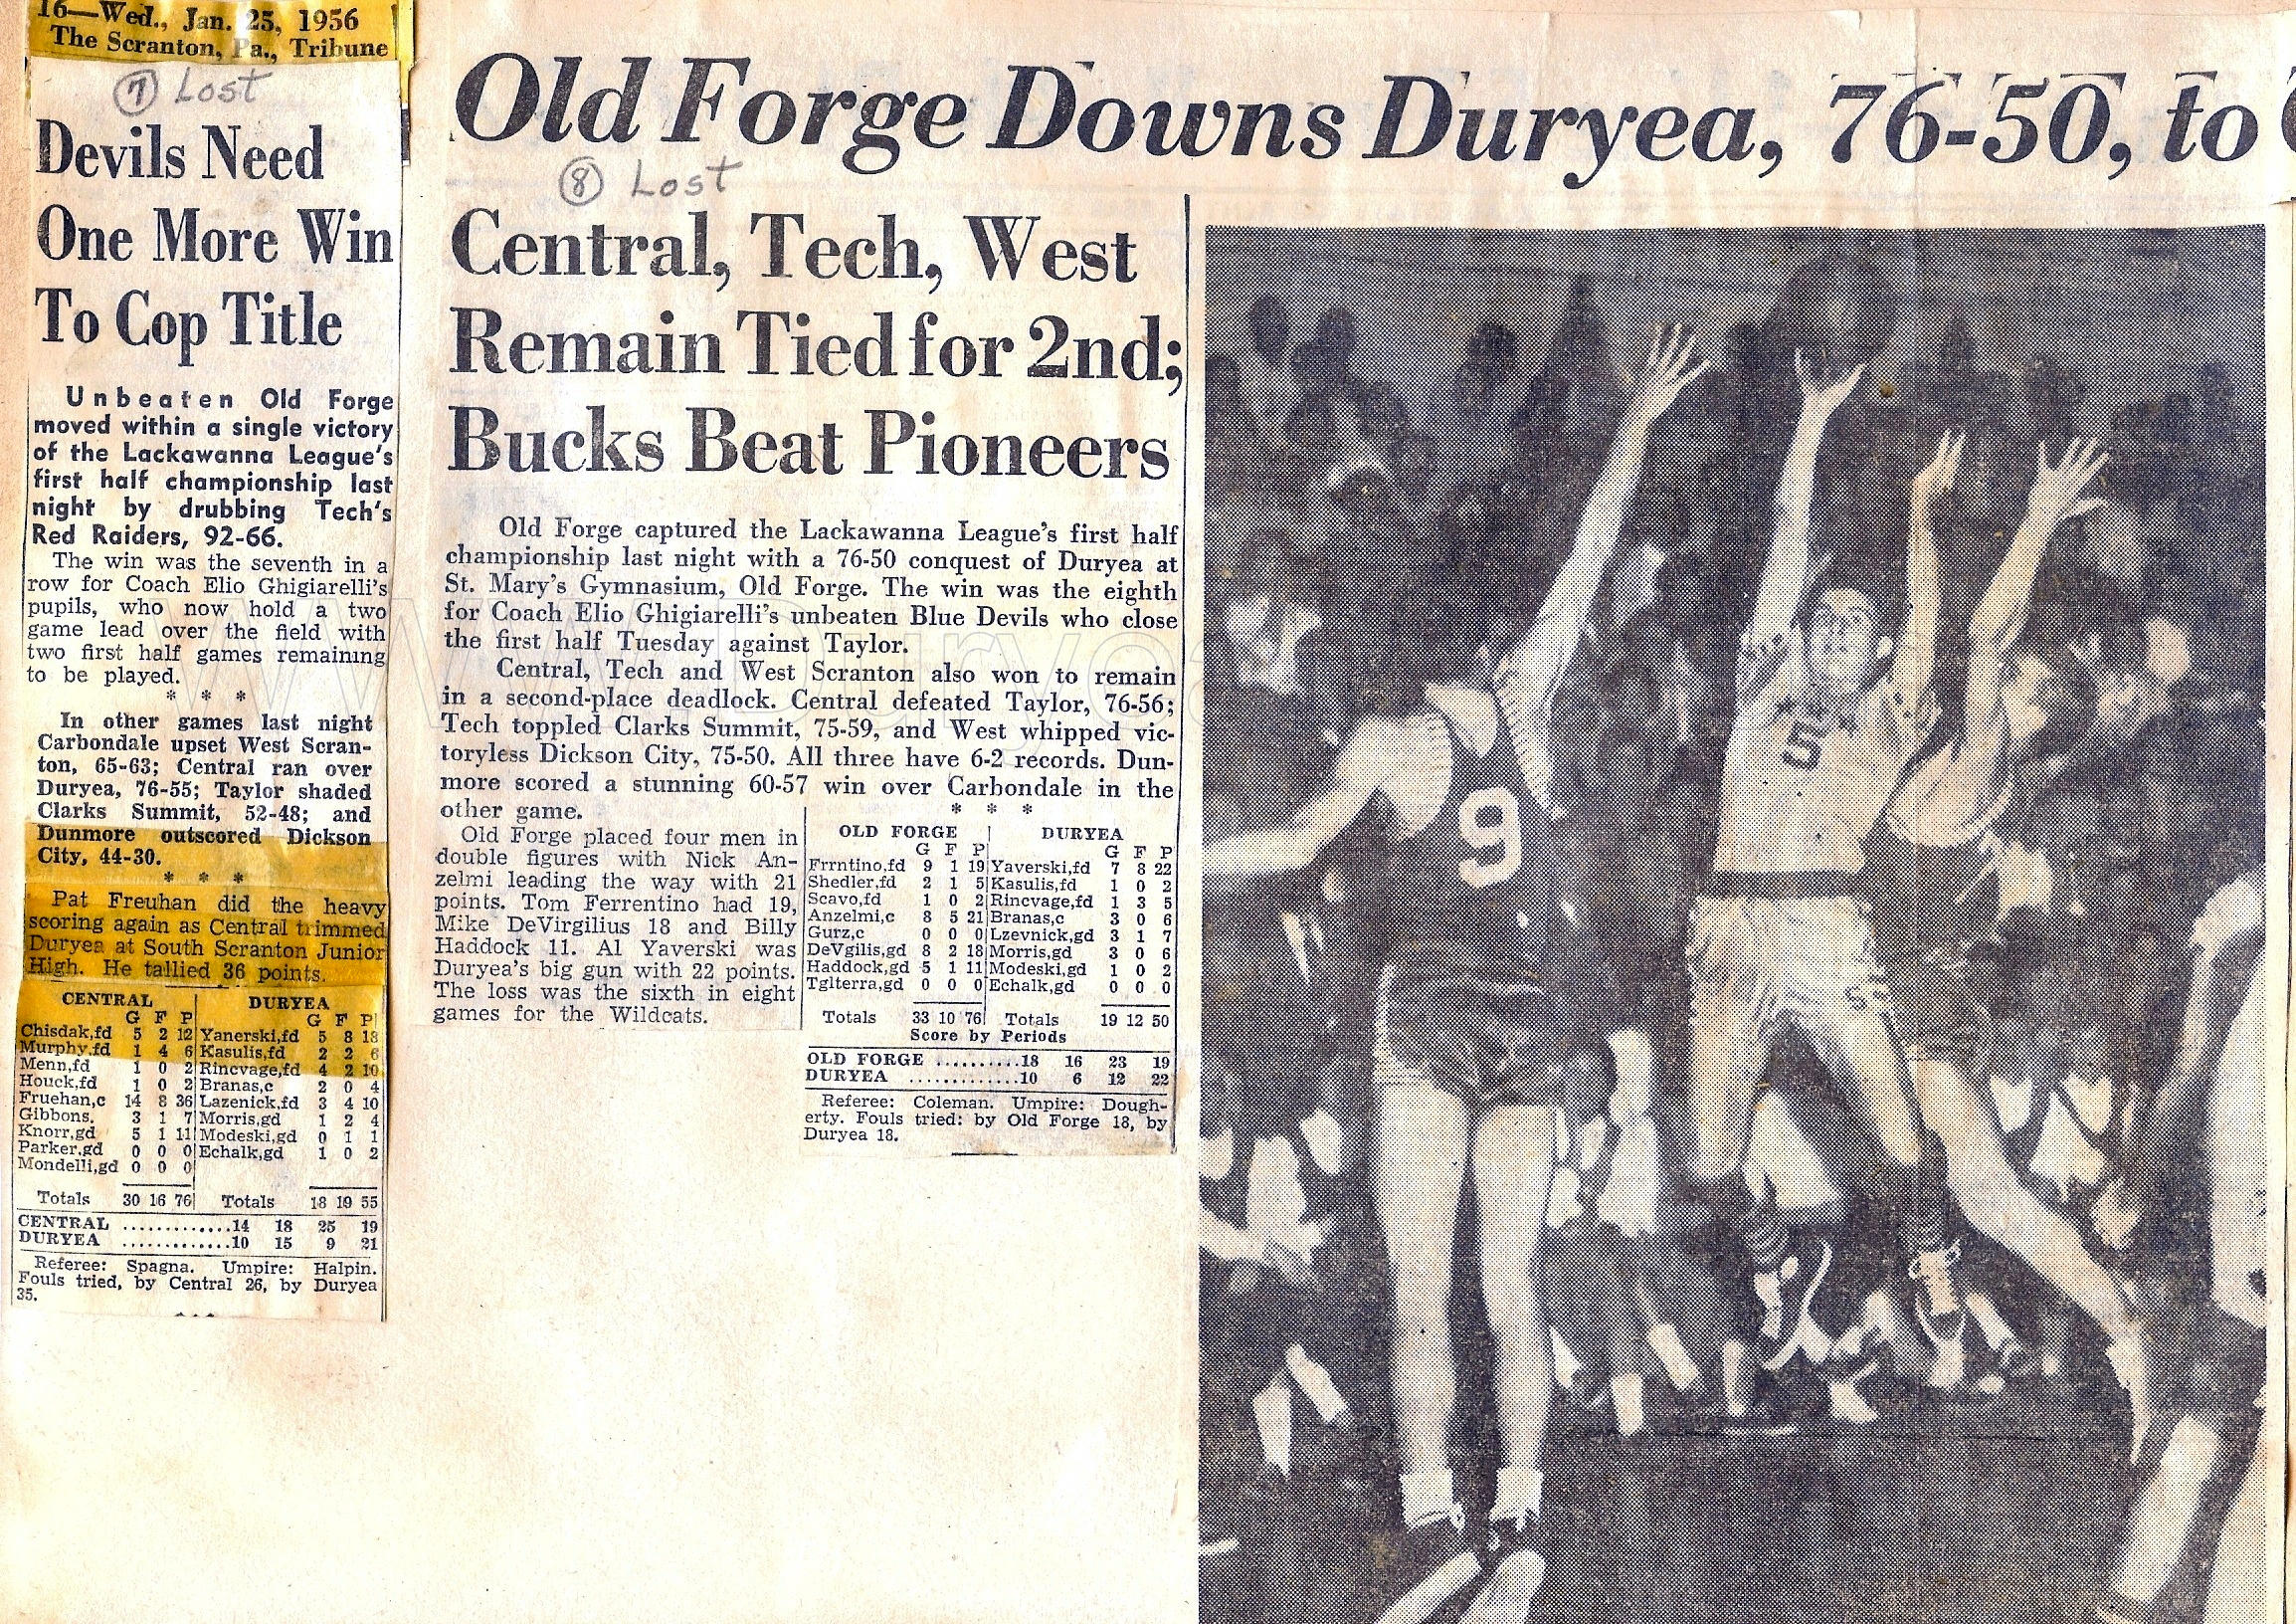 16—Wed., Jan. 25, 1956
The Scranton, Pa., Tribune
7 Lost
Devils Need
One More Win
To Cop Title
Unbeaten Old Forge
moved within a single victory
of the Lackawanna League's
first half championship last
night by drubbing Tech's
Red Raiders, 92-66.
The win was the seventh in a
row for Coach Elio Ghigiarelli's
pupils, who now hold a two
game lead over the field with
two first half games remaining
to be played.
* * *
In other games last night
Carbondale upset West Scran-
ton, 65-63; Central ran over
Duryea, 76-55; Taylor shaded
Clarks Summit, 52-48; and
Dunmore outscored Dickson
City, 44-30.
* * *
Pat Freuhan did the heavy
scoring again as Central trimmed
Duryea at South Scranton Junior
High. He tallied 36 points.
CENTRAL DURYEA
G F P G F P
Chisdak,fd 5 2 12 Yanerski,fd 5 8 18
Murphy,fd 1 4 6 Kasulis,fd 2 2 6
Menn,fd 1 0 2 Rincvage,fd 4 2 10
Houck,fd 1 0 2 Branas,c 2 0 4
Fruehan,c 14 8 36 Lazenick,fd 3 4 10
Gibbons. 3 1 7 Morris,gd 1 2 4
Knorr,gd 5 1 11 Modeski,gd 0 1 1
Parker,gd 0 0 0 Echalk,gd 1 0 2
Mondelli,gd 0 0 0
Totals 30 16 76 Totals 18 19 55
CENTRAL .............14 18 25 19
DURYEA .............10 15 9 21
Referee: Spagna. Umpire: Halpin.
Fouls tried, by Central 26, by Duryea
35.
Old Forge Downs Duryea, 76-50, to
8 Lost
Central, Tech, West
Remain Tied for 2nd;
Bucks Beat Pioneers
Old Forge captured the Lackawanna League's first half
championship last night with a 76-50 conquest of Duryea at
St. Mary's Gymnasium, Old Forge. The win was the eighth
for Coach Elio Ghigiarelli's unbeaten Blue Devils who close
the first half Tuesday against Taylor.
Central, Tech and West Scranton also won to remain
in a second-place deadlock. Central defeated Taylor, 76-56;
Tech toppled Clarks Summit, 75-59, and West whipped vic-
toryless Dickson City, 75-50. All three have 6-2 records. Dun-
more scored a stunning 60-57 win over Carbondale in the
other game.
* * *
Old Forge placed four men in
double figures with Nick An-
zelmi leading the way with 21
points. Tom Ferrentino had 19,
Mike DeVirgilius 18 and Billy
Haddock 11. Al Yaverski was
Duryea's big gun with 22 points.
The loss was the sixth in eight
games for the Wildcats.
OLD FORGE DURYEA
G F P G F P
Frrntino,fd 9 1 19 Yaverski,fd 7 8 22
Shedler,fd 2 1 5 Kasulis,fd 1 0 2
Scavo,fd 1 0 2 Rincvage,fd 1 3 5
Anzelmi,c 8 5 21 Branas,c 3 0 6
Gurz,c 0 0 0 Lzevnick,gd 3 1 7
DeVgilis,gd 8 2 18 Morris,gd 3 0 6
Haddock,gd 5 1 11 Modeski,gd 1 0 2
Tglterra,gd 0 0 0 Echalk,gd 0 0 0
Totals 33 10 76 Totals 19 12 50
Score by Periods
OLD FORGE ..........18 16 23 19
DURYEA .............10 6 12 22
Referee: Coleman. Umpire: Dough-
erty. Fouls tried: by Old Forge 18, by
Duryea 18.
9
5
www.Duryea